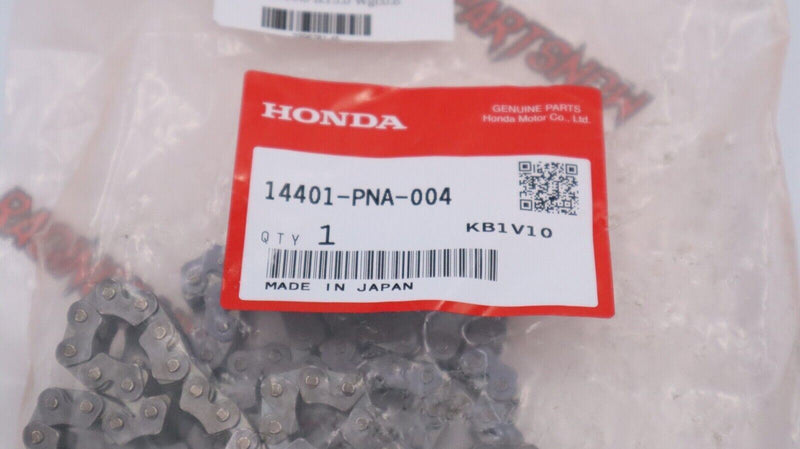 HONDA
GENUINE PARTS
Honda Motor Co., Ltd.
14401-PNA-004
QTY 1
KB1V10
MADE IN JAPAN